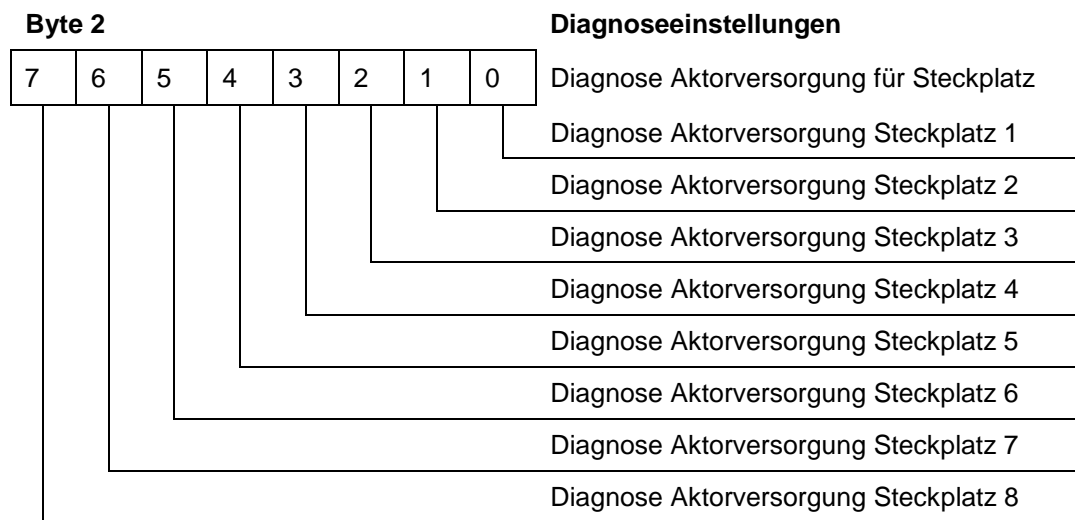 Byte 2 Diagnoseeinstellungen
7 6 5 4 3 2 1 0 Diagnose Aktorversorgung für Steckplatz
Diagnose Aktorversorgung Steckplatz 1
Diagnose Aktorversorgung Steckplatz 2
Diagnose Aktorversorgung Steckplatz 3
Diagnose Aktorversorgung Steckplatz 4
Diagnose Aktorversorgung Steckplatz 5
Diagnose Aktorversorgung Steckplatz 6
Diagnose Aktorversorgung Steckplatz 7
Diagnose Aktorversorgung Steckplatz 8